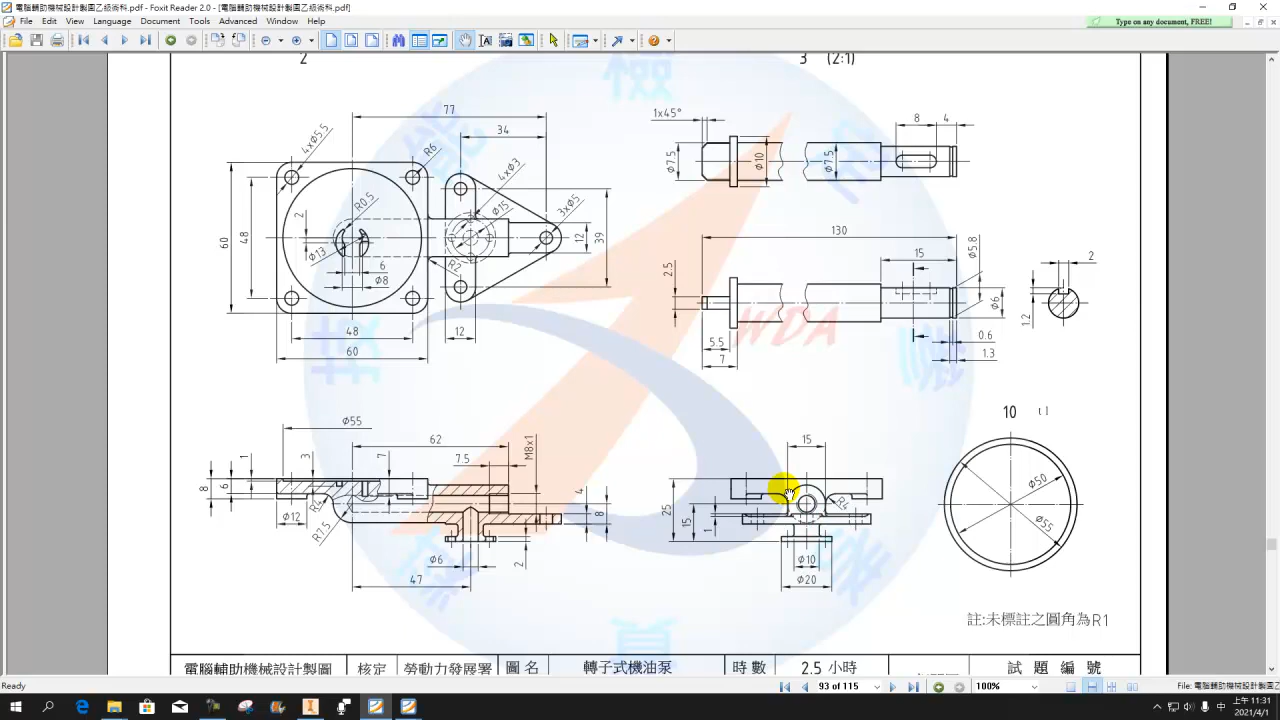 電腦輔助機械設計製圖乙級術科.pdf - Foxit Reader 2.0 - [電腦輔助機械設計製圖乙級術科.pdf]
File Edit View Language Document Tools Advanced Window Help
Type on any document, FREE!
2
3 (2:1)
77
34
4xØ5.5
R6
4xØ3
Ø15
3xØ5
R0.5
2
60
48
Ø13
6
Ø8
R2
12
39
48
12
60
1x45°
Ø7.5
Ø10
Ø7.5
8
4
130
15
Ø5.8
2
2.5
Ø6
1.2
5.5
7
0.6
1.3
WDA
Ø55
62
7.5
M8x1
1
3
7
8
6
4
8
Ø12
R4
R7.5
Ø6
2
47
15
25
15
1
R4
Ø10
Ø20
10
Ø50
Ø55
註:未標註之圓角為R1
電腦輔助機械設計製圖 核定 勞動力發展署 圖名 轉子式機油泵 時數 2.5 小時 試題編號
Ready
93 of 115
100%
File: 電腦輔助機械設計製圖乙
中
上午 11:31
2021/4/1